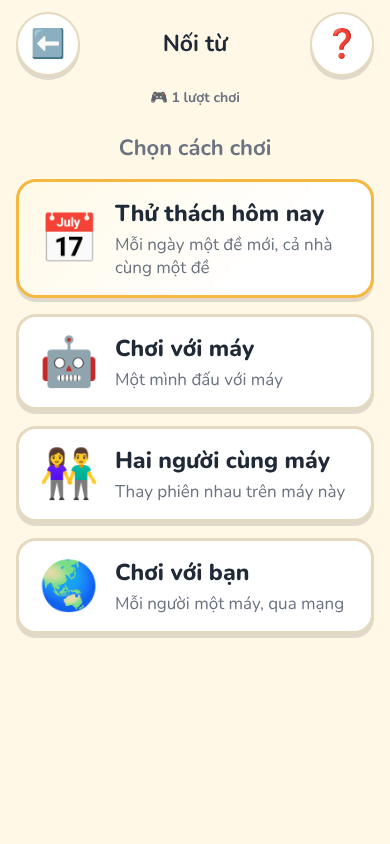 Nối từ
1 lượt chơi
Chọn cách chơi
July
17
Thử thách hôm nay
Mỗi ngày một đề mới, cả nhà
cùng một đề
Chơi với máy
Một mình đấu với máy
Hai người cùng máy
Thay phiên nhau trên máy này
Chơi với bạn
Mỗi người một máy, qua mạng